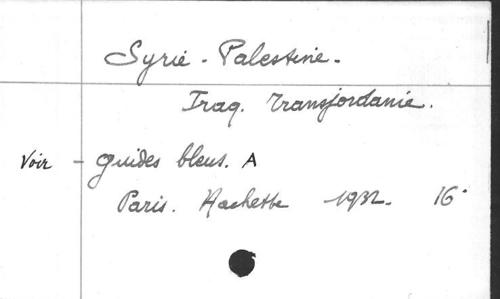 Syrie - Palestine -
Iraq. Transjordanie.
Voir - guides bleus. A
Paris. Hachette 1932. 16°